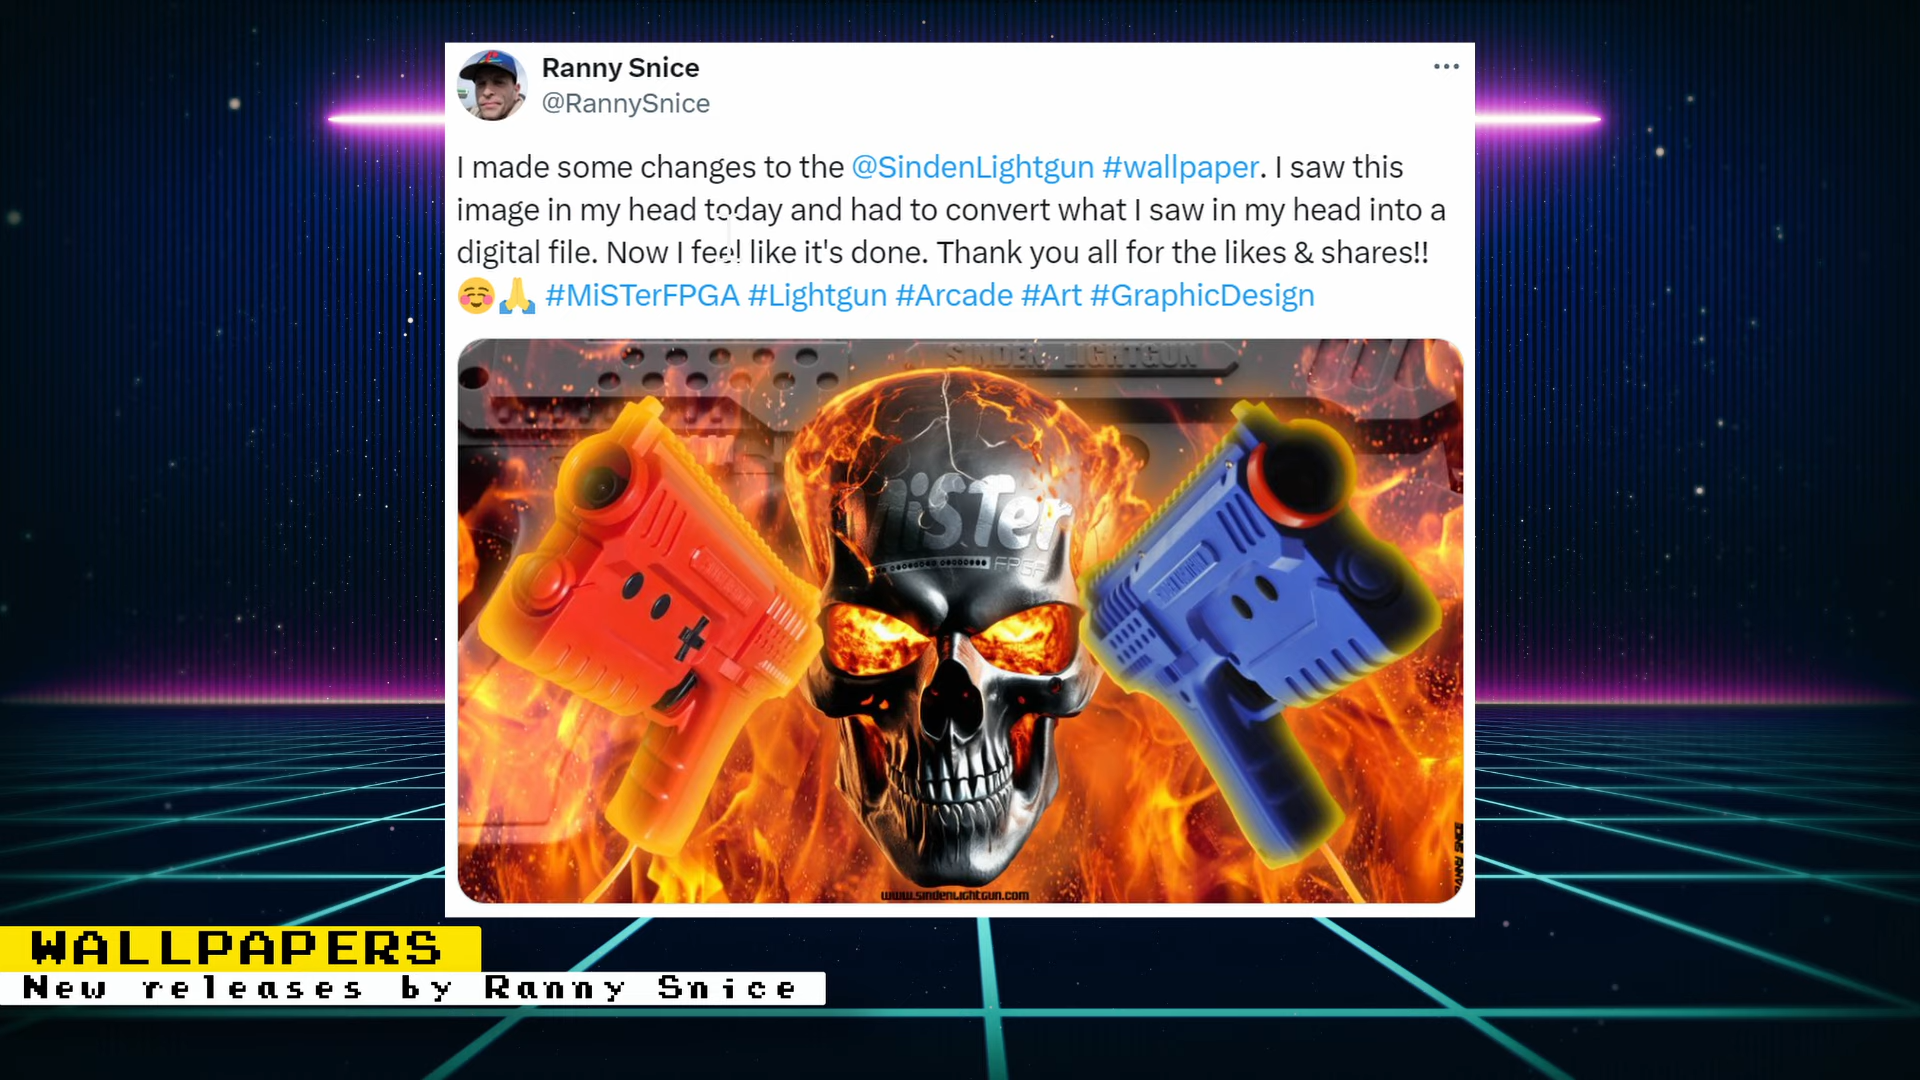 Ranny Snice
@RannySnice
I made some changes to the @SindenLightgun #wallpaper. I saw this
image in my head today and had to convert what I saw in my head into a
digital file. Now I feel like it's done. Thank you all for the likes & shares!!
☺️🙏 #MiSTerFPGA #Lightgun #Arcade #Art #GraphicDesign
SINDEN LIGHTGUN
MiSTer
FPGA
www.sindenlightgun.com
WALLPAPERS
New releases by Ranny Snice